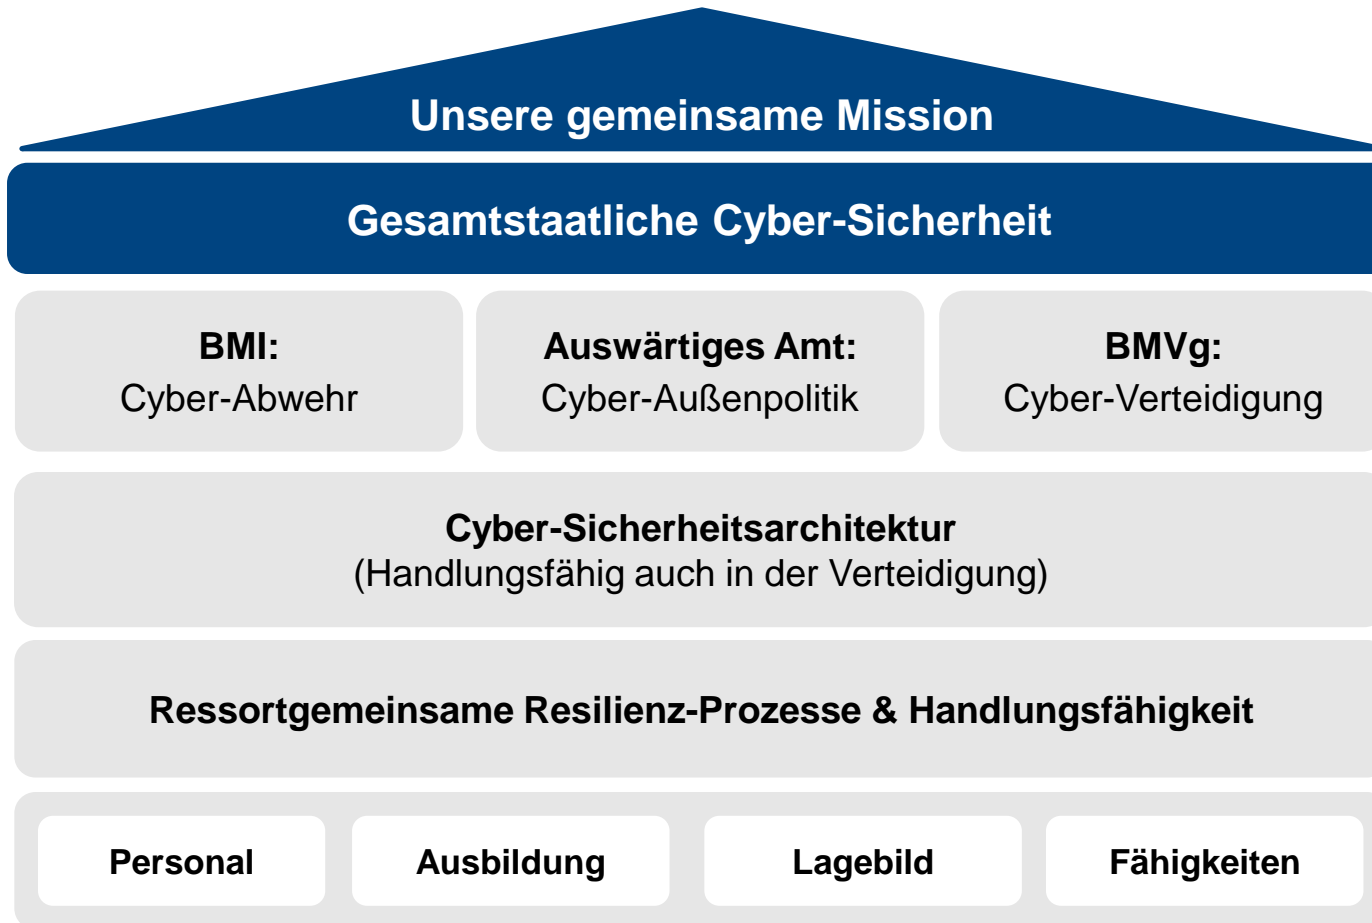 Unsere gemeinsame Mission
Gesamtstaatliche Cyber-Sicherheit
BMI:
Cyber-Abwehr
Auswärtiges Amt:
Cyber-Außenpolitik
BMVg:
Cyber-Verteidigung
Cyber-Sicherheitsarchitektur
(Handlungsfähig auch in der Verteidigung)
Ressortgemeinsame Resilienz-Prozesse & Handlungsfähigkeit
Personal
Ausbildung
Lagebild
Fähigkeiten